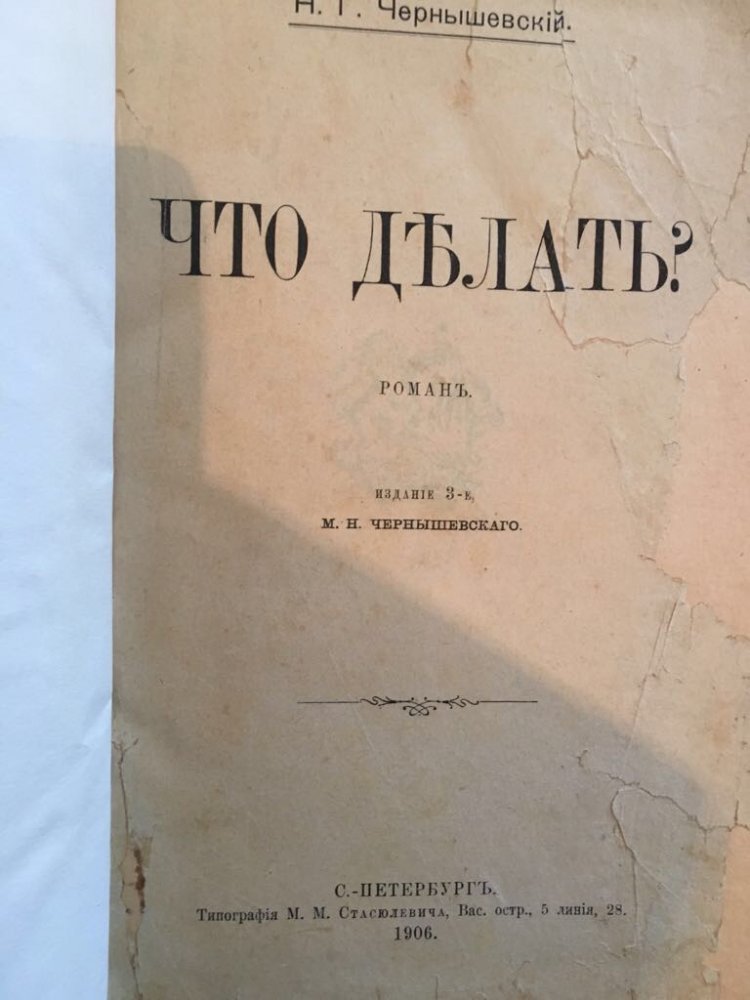 Н. Г. Чернышевскій.
ЧТО ДѢЛАТЬ?
РОМАНЪ.
ИЗДАНІЕ 3-Е,
М. Н. ЧЕРНЫШЕВСКАГО.
С.-ПЕТЕРБУРГЪ.
Типографія М. М. Стасюлевича, Вас. остр., 5 линія, 28.
1906.